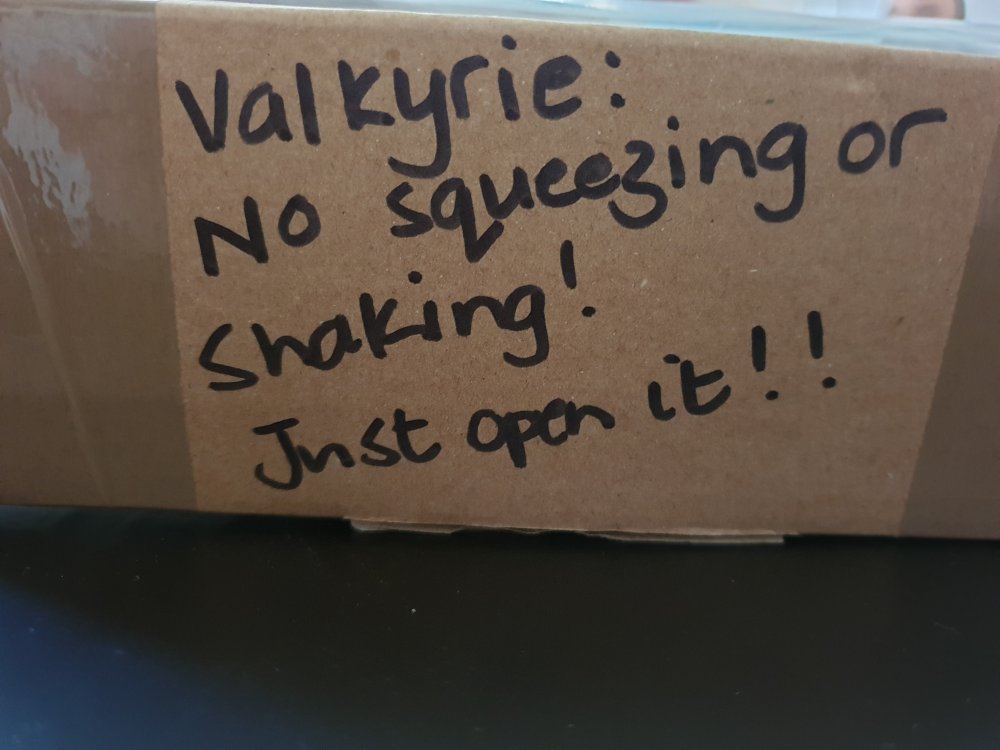 Valkyrie:
No squeezing or
Shaking!
Just open it!!